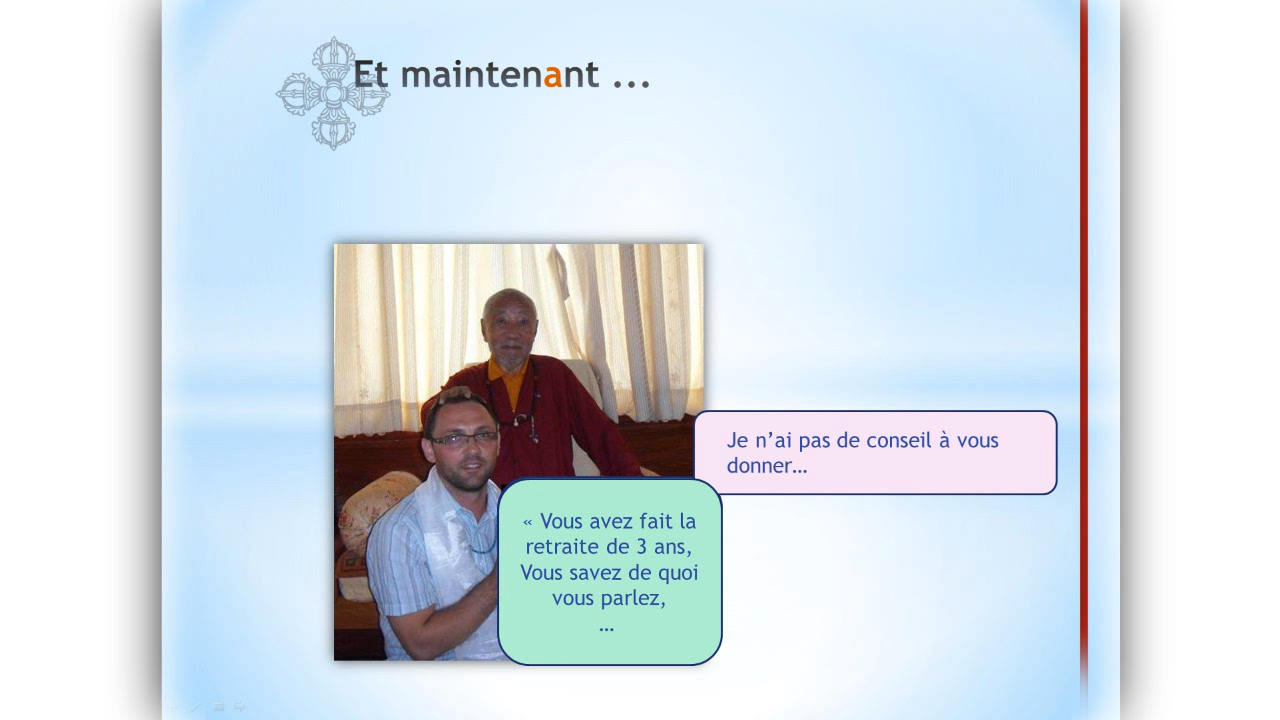 Et maintenant ...
Je n’ai pas de conseil à vous
donner…
« Vous avez fait la
retraite de 3 ans,
Vous savez de quoi
vous parlez,
…